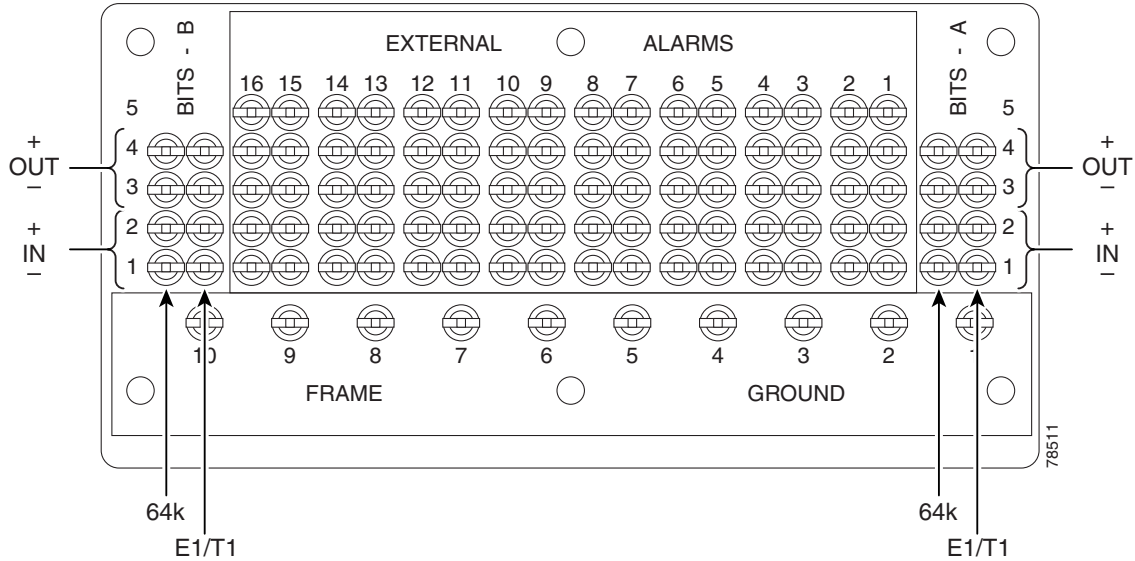 BITS - B
EXTERNAL ALARMS
BITS - A
16 15 14 13 12 11 10 9 8 7 6 5 4 3 2 1
5 5
+ 4 4 +
OUT OUT
– 3 3 –
+ 2 2 +
IN IN
– 1 1 –
10 9 8 7 6 5 4 3 2 1
FRAME GROUND
78511
64k 64k
E1/T1 E1/T1